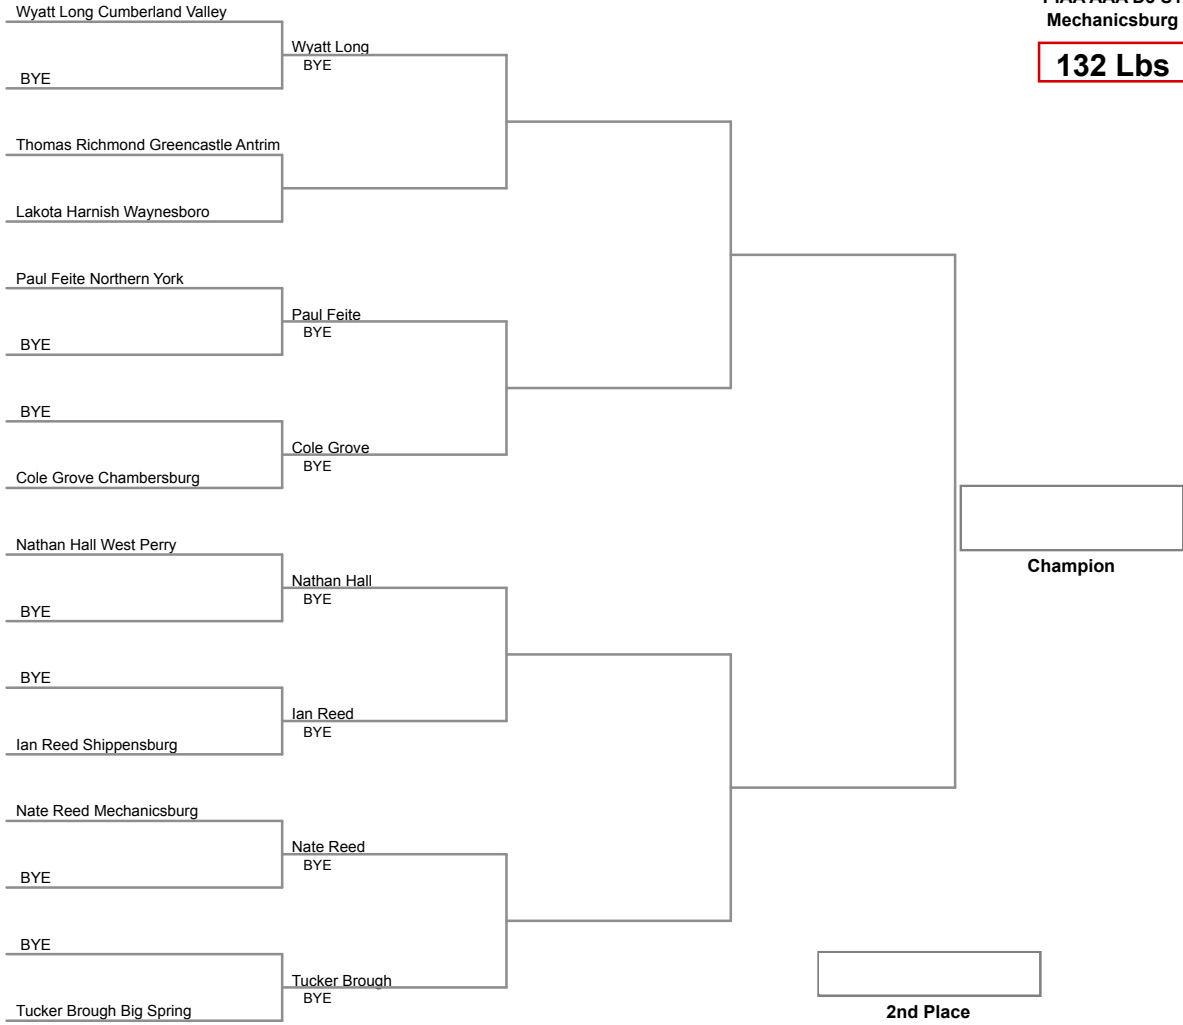 Wyatt Long Cumberland Valley
Mechanicsburg
Wyatt Long
BYE
132 Lbs
BYE
Thomas Richmond Greencastle Antrim
Lakota Harnish Waynesboro
Paul Feite Northern York
Paul Feite
BYE
BYE
BYE
Cole Grove
BYE
Cole Grove Chambersburg
Nathan Hall West Perry
Champion
Nathan Hall
BYE
BYE
BYE
Ian Reed
BYE
Ian Reed Shippensburg
Nate Reed Mechanicsburg
Nate Reed
BYE
BYE
BYE
Tucker Brough
BYE
Tucker Brough Big Spring
2nd Place